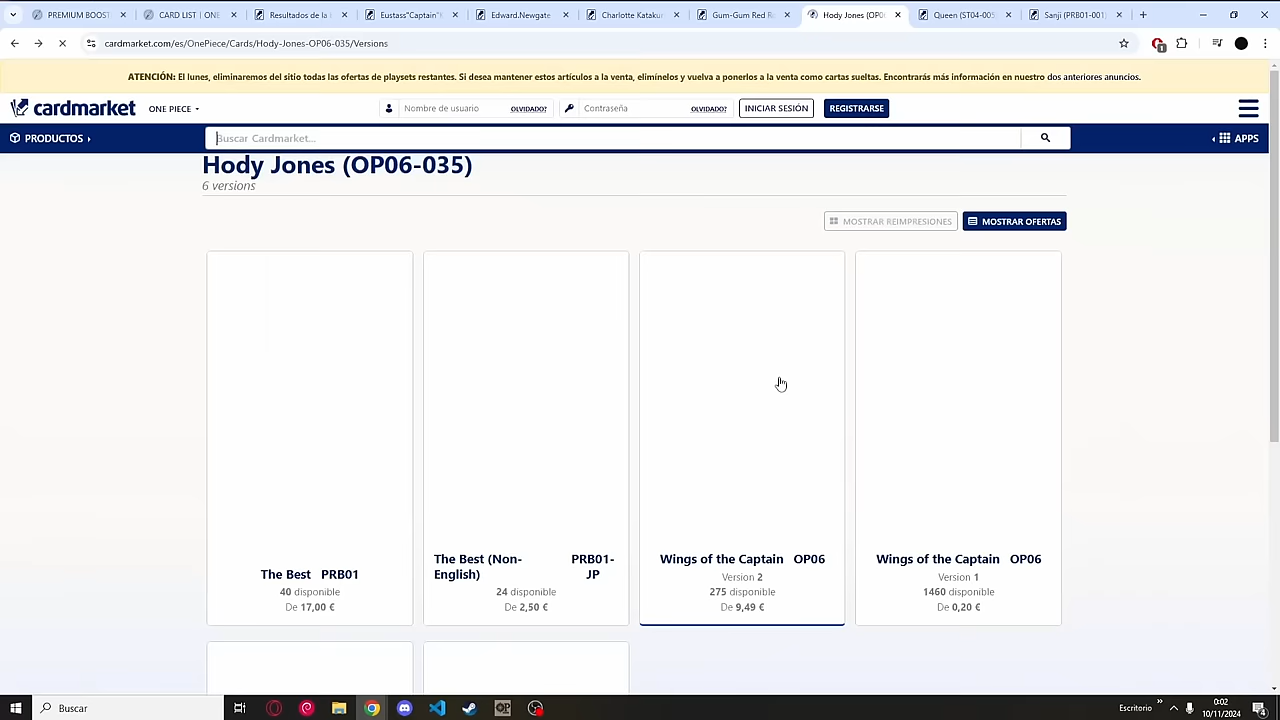 PREMIUM BOOST
CARD LIST | ONE
Resultados de la
Eustass"Captain"
Edward.Newgate
Charlotte Kataku
Gum-Gum Red R
Hody Jones (OP0
Queen (ST04-005
Sanji (PRB01-001)
cardmarket.com/es/OnePiece/Cards/Hody-Jones-OP06-035/Versions
ATENCIÓN: El lunes, eliminaremos del sitio todas las ofertas de playsets restantes. Si desea mantener estos artículos a la venta, elimínelos y vuelva a ponerlos a la venta como cartas sueltas. Encontrarás más información en nuestro dos anteriores anuncios.
cardmarket
ONE PIECE
Nombre de usuario
OLVIDADO?
Contraseña
OLVIDADO?
INICIAR SESIÓN
REGISTRARSE
PRODUCTOS
Buscar Cardmarket...
APPS
Hody Jones (OP06-035)
6 versions
MOSTRAR REIMPRESIONES
MOSTRAR OFERTAS
The Best PRB01
40 disponible
De 17,00 €
The Best (Non-English) PRB01-JP
24 disponible
De 2,50 €
Wings of the Captain OP06
Version 2
275 disponible
De 9,49 €
Wings of the Captain OP06
Version 1
1460 disponible
De 0,20 €
Buscar
Escritorio
0:02
10/11/2024